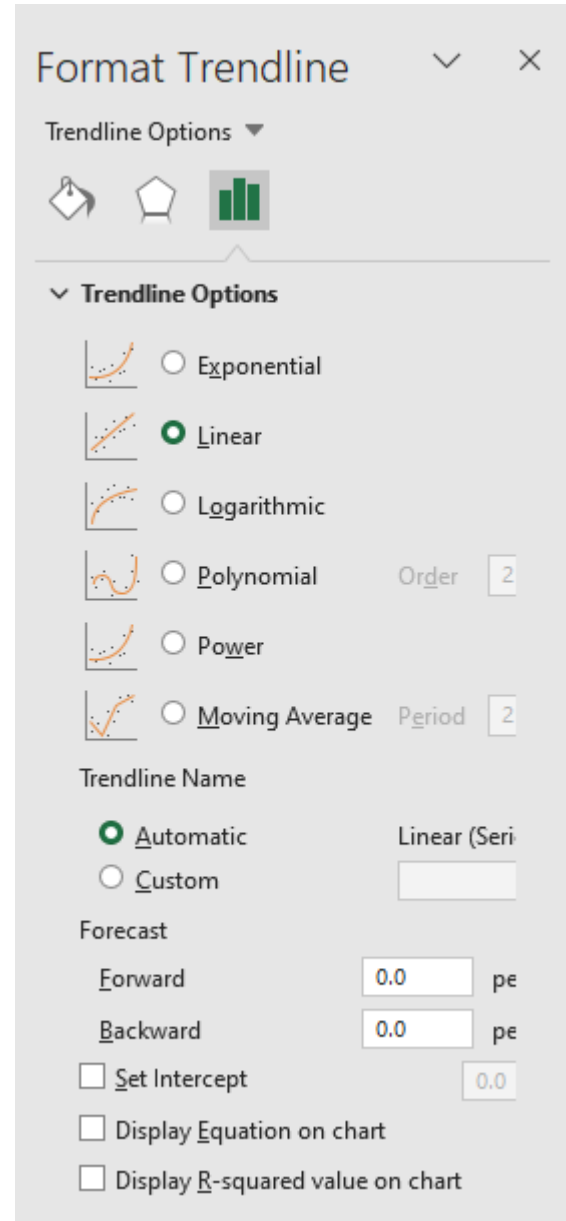 Format Trendline
Trendline Options
Trendline Options
Exponential
Linear
Logarithmic
Polynomial Order 2
Power
Moving Average Period 2
Trendline Name
Automatic Linear (Seri
Custom
Forecast
Forward 0.0 pe
Backward 0.0 pe
Set Intercept 0.0
Display Equation on chart
Display R-squared value on chart